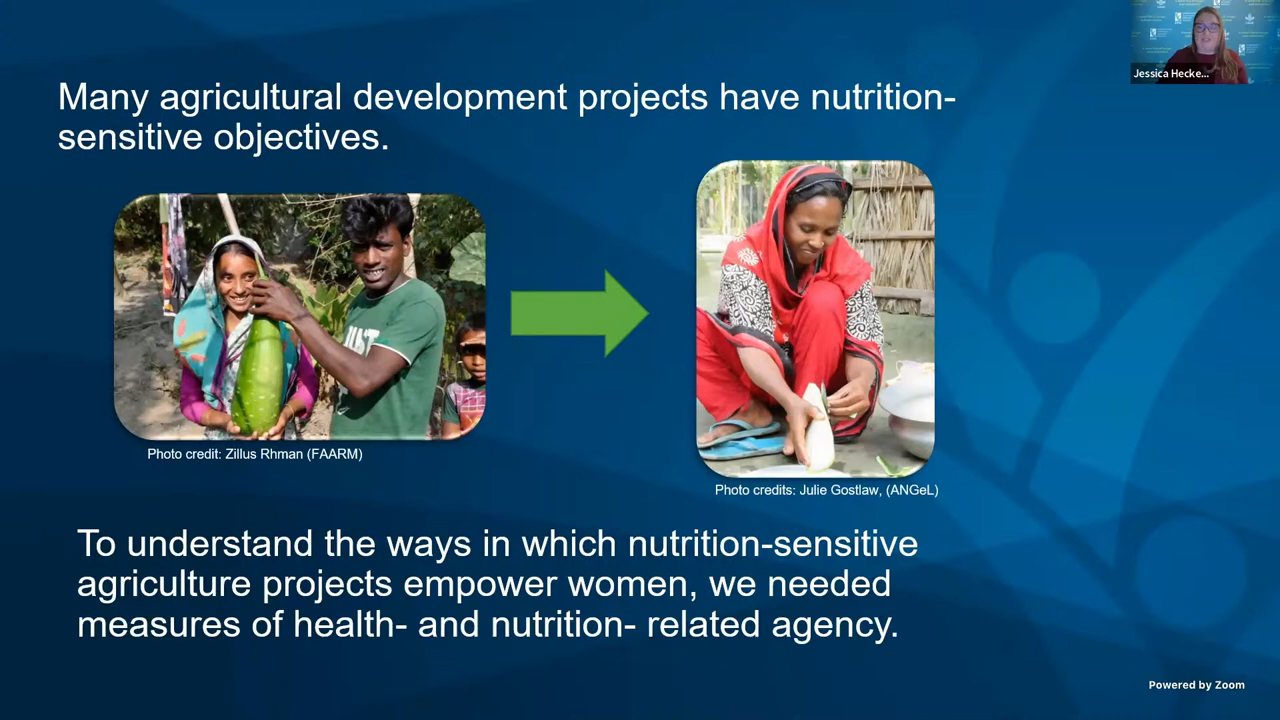 Jessica Hecke...
Many agricultural development projects have nutrition-
sensitive objectives.
Photo credit: Zillus Rhman (FAARM)
Photo credits: Julie Gostlaw, (ANGeL)
To understand the ways in which nutrition-sensitive
agriculture projects empower women, we needed
measures of health- and nutrition- related agency.
Powered by Zoom